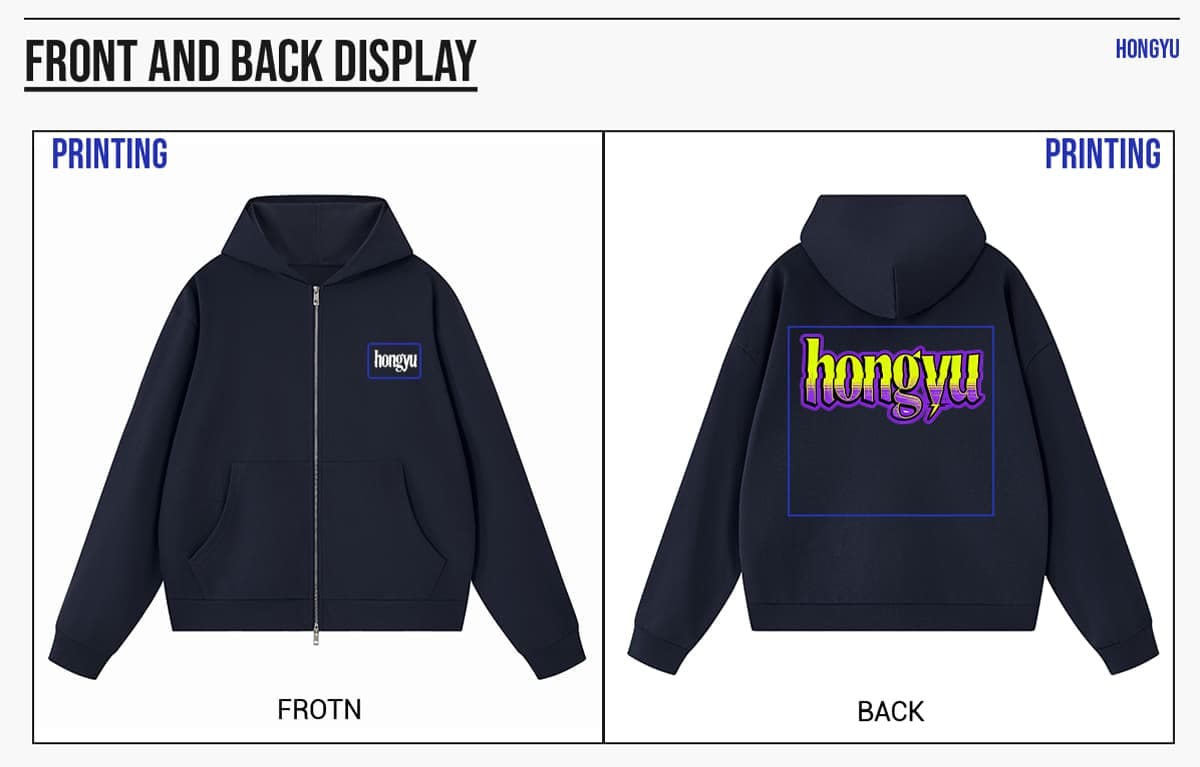 FRONT AND BACK DISPLAY
HONGYU
PRINTING
PRINTING
hongyu
hongyu
FROTN
BACK